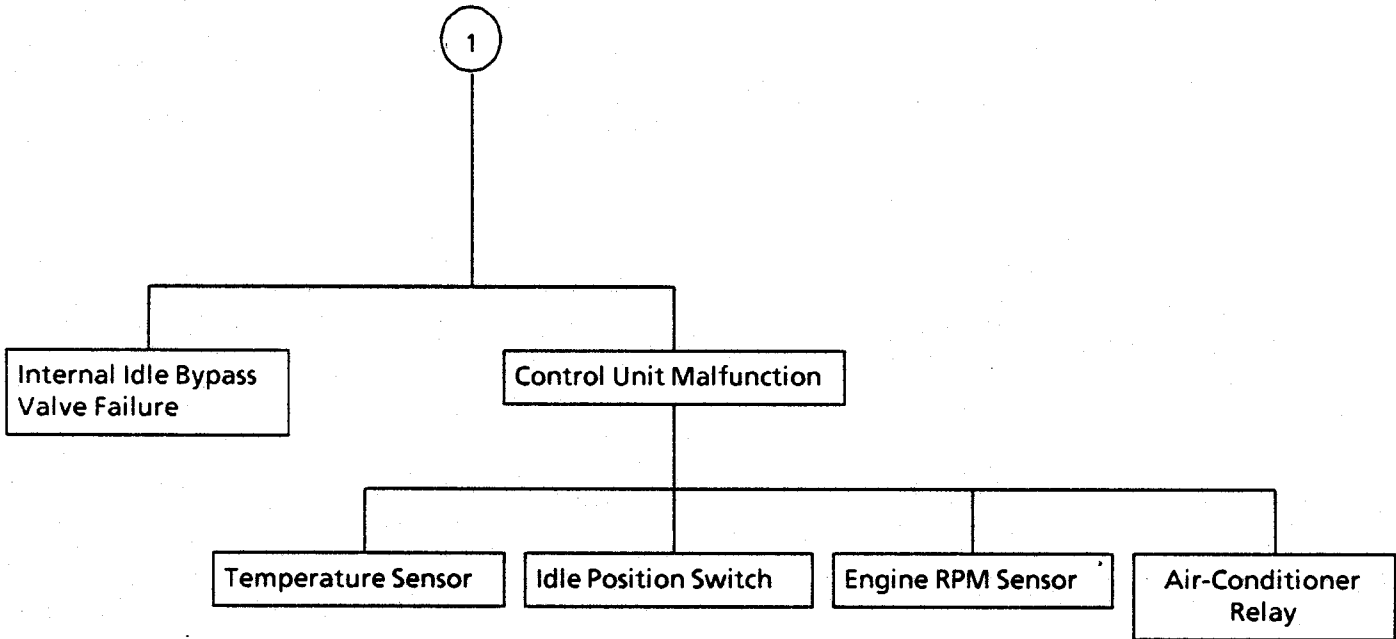 1
Internal Idle Bypass
Valve Failure
Control Unit Malfunction
Temperature Sensor
Idle Position Switch
Engine RPM Sensor
Air-Conditioner
Relay